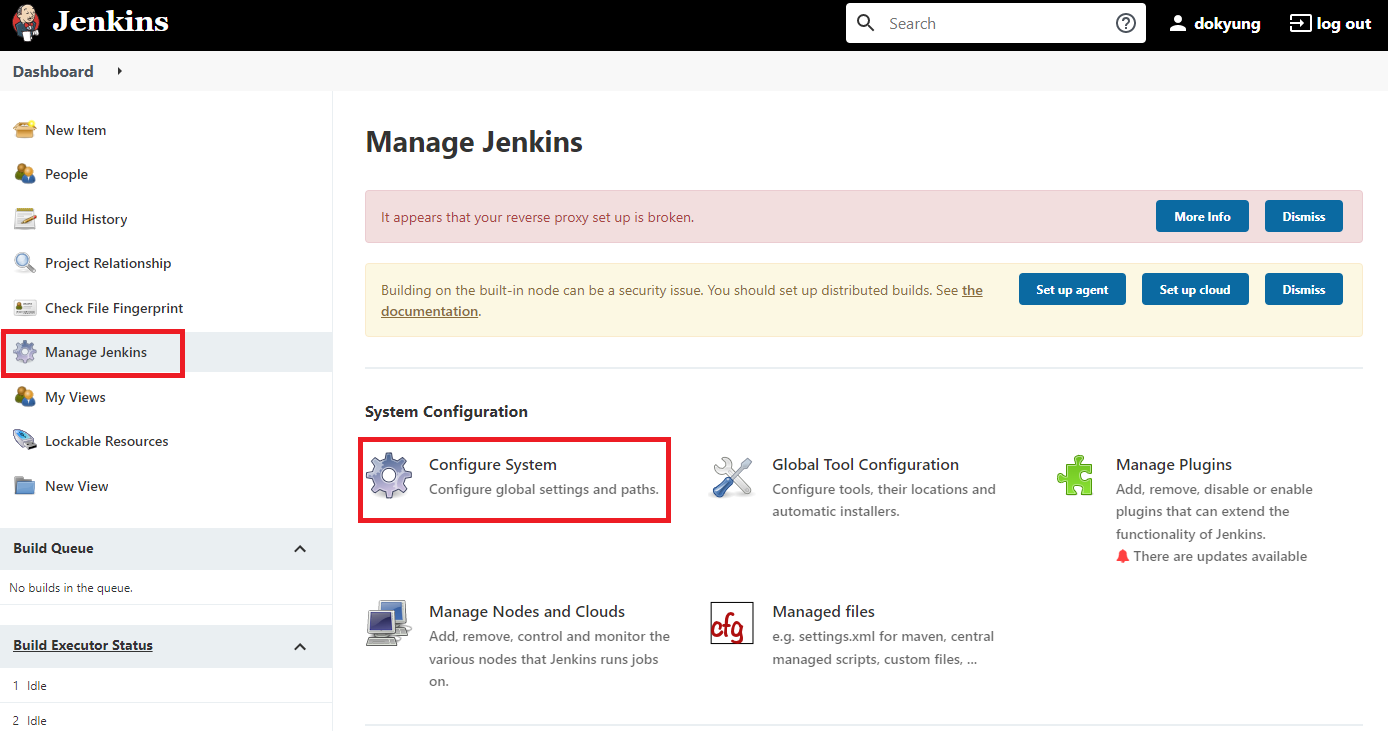 Jenkins
Search
dokyung
log out
Dashboard
New Item
People
Build History
Project Relationship
Check File Fingerprint
Manage Jenkins
My Views
Lockable Resources
New View
Build Queue
No builds in the queue.
Build Executor Status
1 Idle
2 Idle
Manage Jenkins
It appears that your reverse proxy set up is broken.
More Info
Dismiss
Building on the built-in node can be a security issue. You should set up distributed builds. See the
documentation.
Set up agent
Set up cloud
Dismiss
System Configuration
Configure System
Configure global settings and paths.
Global Tool Configuration
Configure tools, their locations and
automatic installers.
Manage Plugins
Add, remove, disable or enable
plugins that can extend the
functionality of Jenkins.
There are updates available
Manage Nodes and Clouds
Add, remove, control and monitor the
various nodes that Jenkins runs jobs
on.
cfg
Managed files
e.g. settings.xml for maven, central
managed scripts, custom files, ...